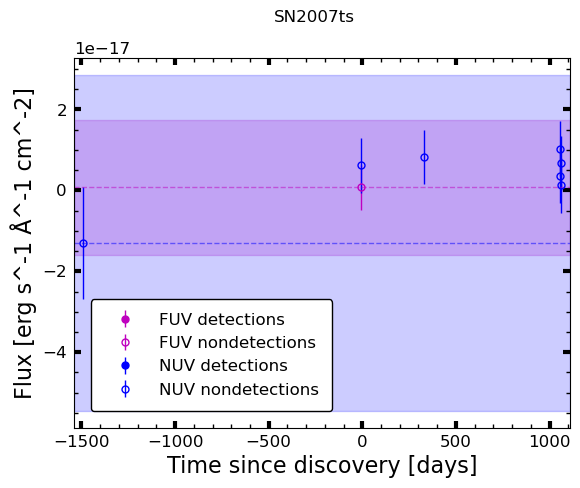 SN2007ts
1e−17
2
0
−2
−4
Flux [erg s^-1 Å^-1 cm^-2]
FUV detections
FUV nondetections
NUV detections
NUV nondetections
−1500 −1000 −500 0 500 1000
Time since discovery [days]